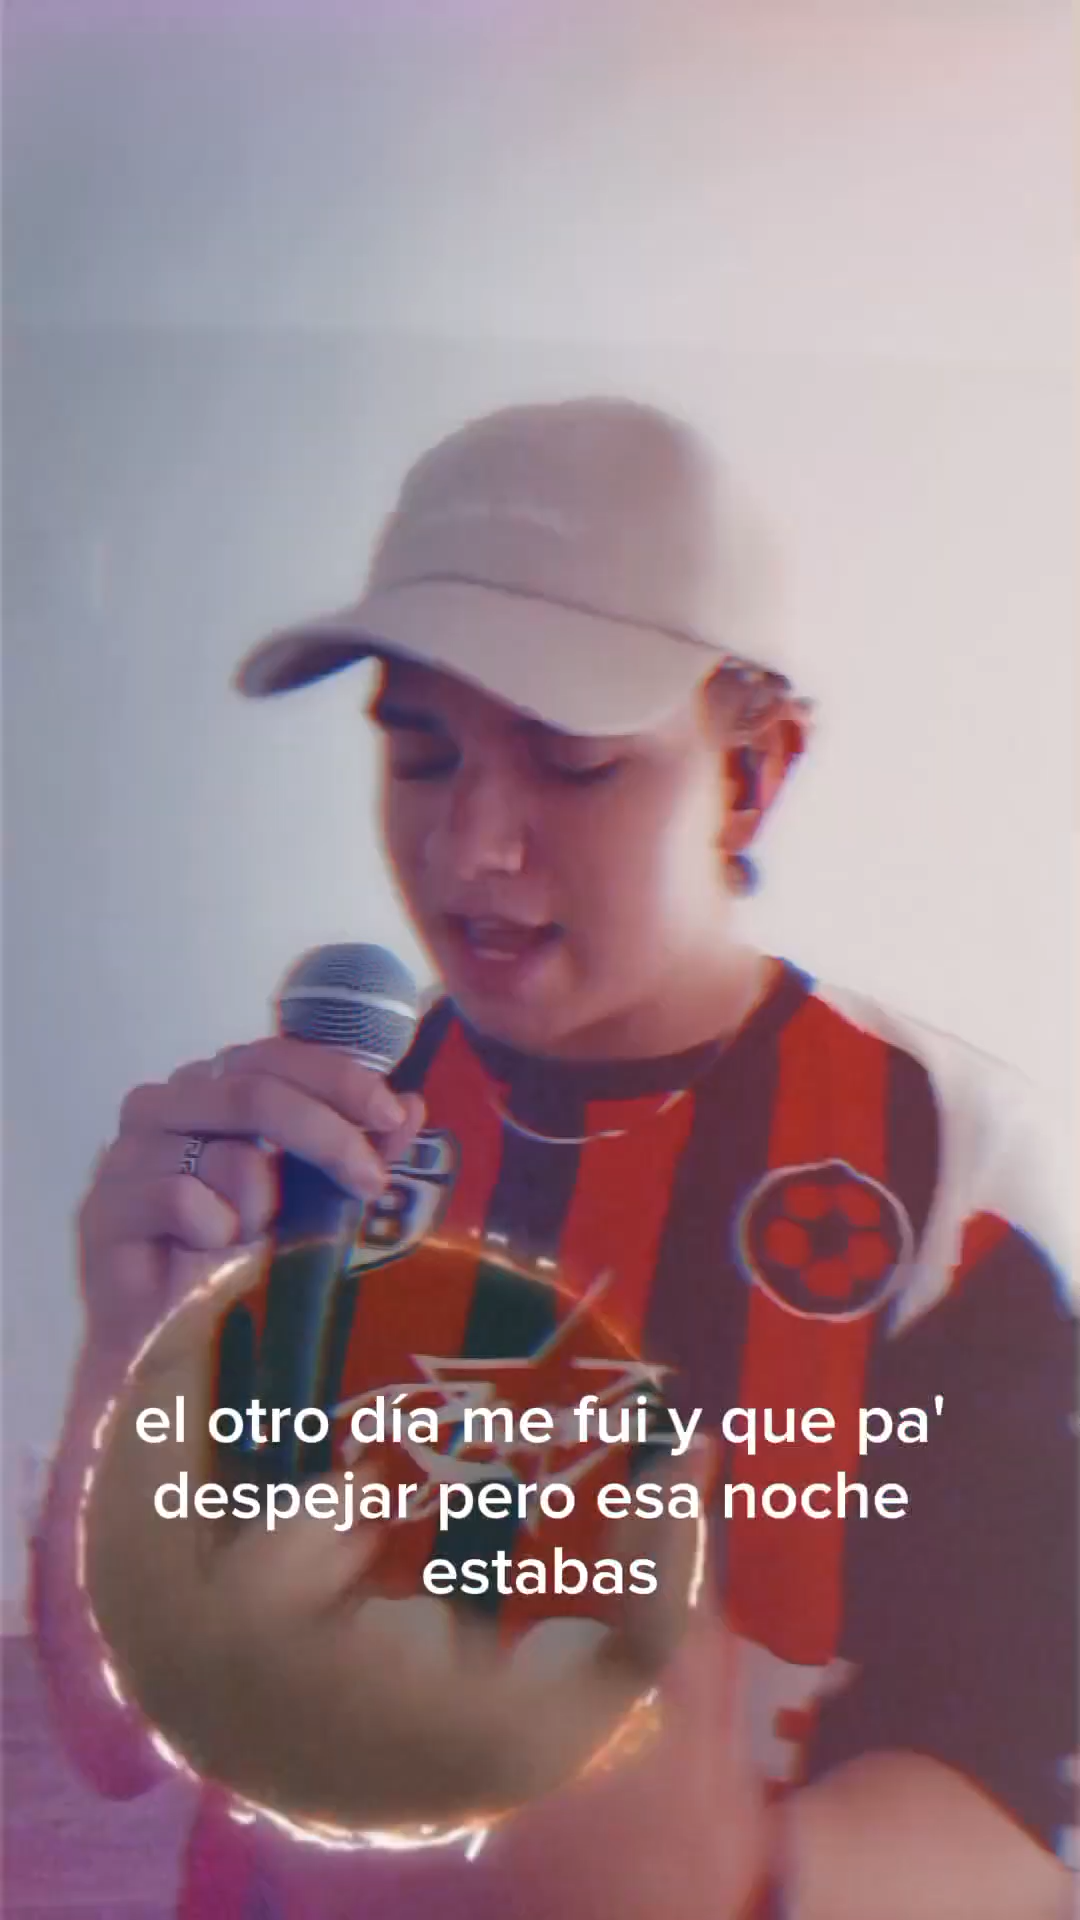 el otro día me fui y que pa'
despejar pero esa noche
estabas